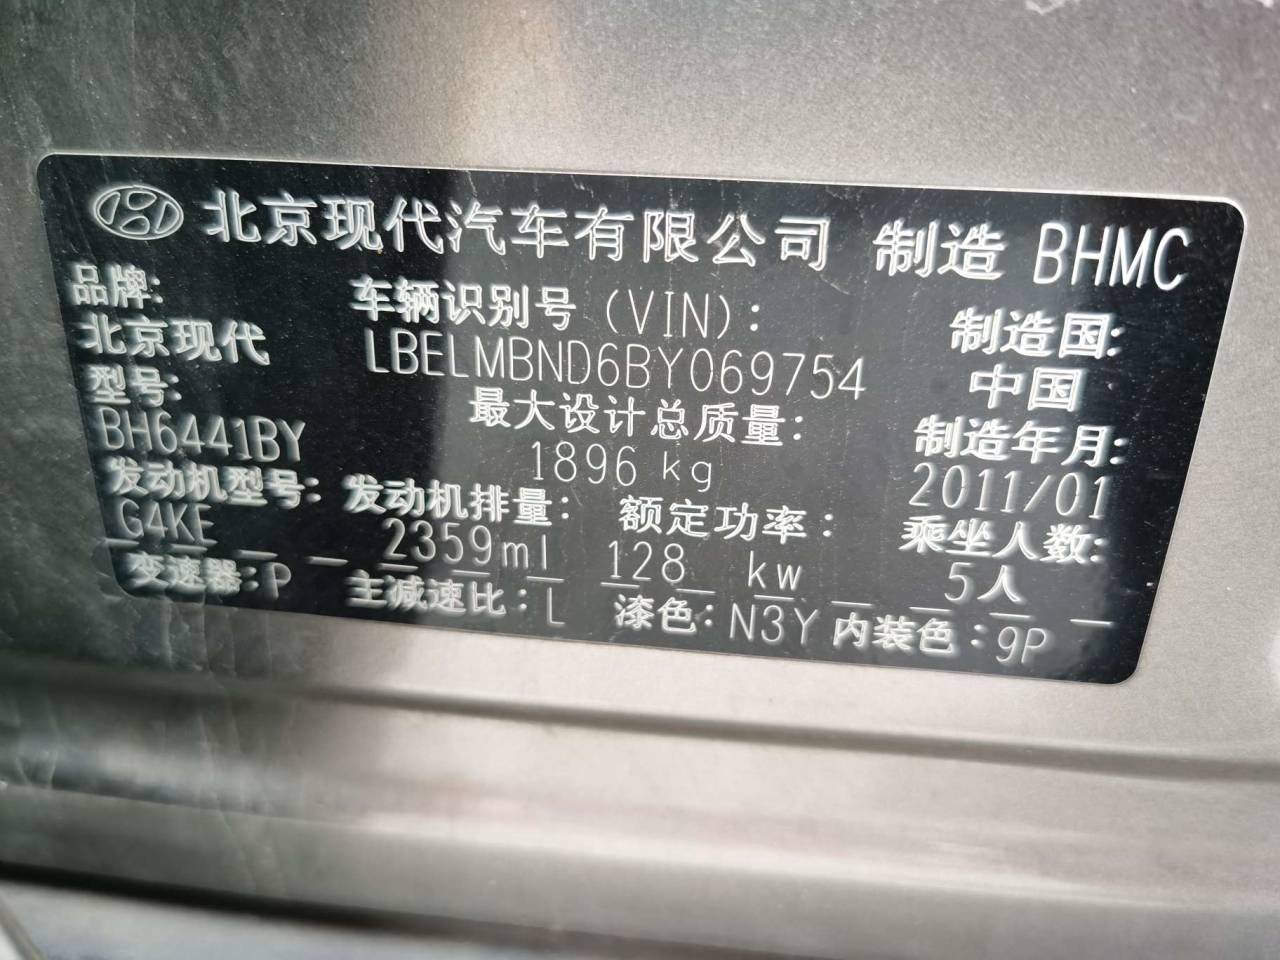 北京现代汽车有限公司 制造 BHMC
品牌: 车辆识别号 (VIN): 制造国:
北京现代 LBELMBND6BY069754 中国
型号: 最大设计总质量: 制造年月:
BH6441BY 1896 kg 2011/01
发动机型号: 发动机排量: 额定功率: 乘坐人数:
G4KE 2359ml 128 kw 5人
变速器: P 主减速比: L 漆色: N3Y 内装色: 9P